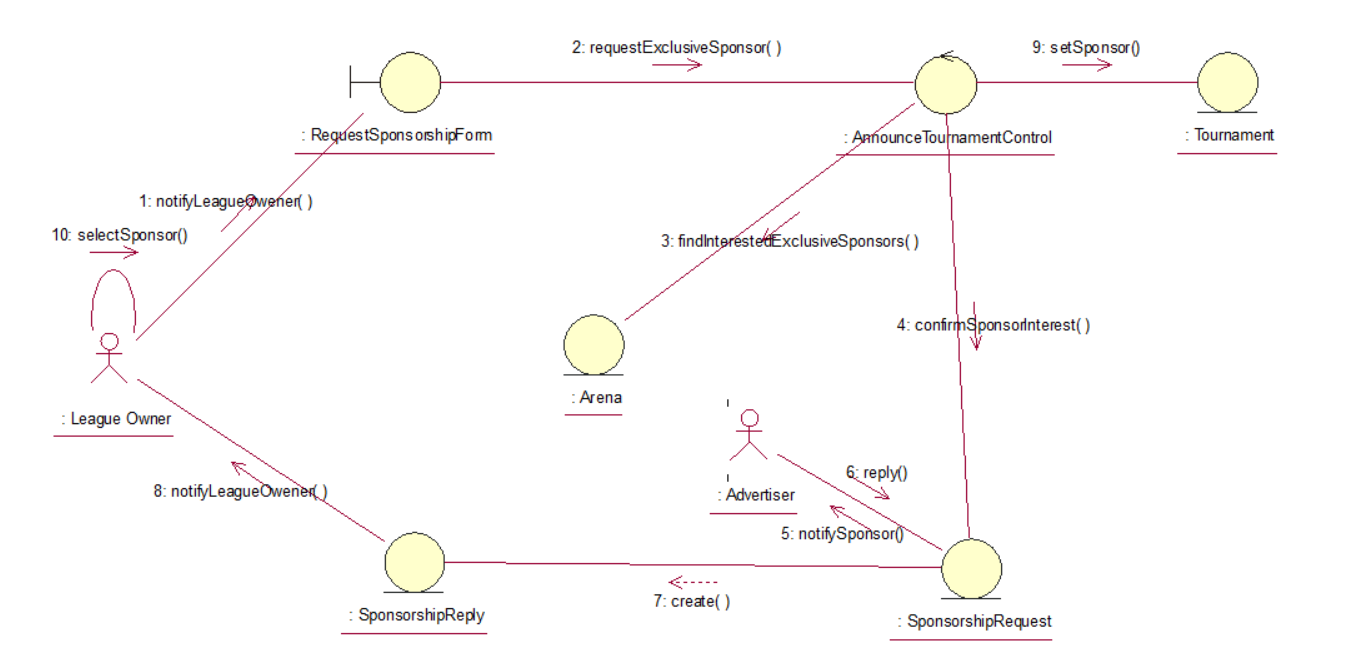 2: requestExclusiveSponsor( )
9: setSponsor()
: RequestSponsorshipForm
: AnnounceTournamentControl
: Tournament
1: notifyLeagueOwener( )
10: selectSponsor()
3: findInterestedExclusiveSponsors( )
4: confirmSponsorInterest( )
: Arena
: League Owner
6: reply()
8: notifyLeagueOwener( )
: Advertiser
5: notifySponsor()
7: create( )
: SponsorshipReply
: SponsorshipRequest